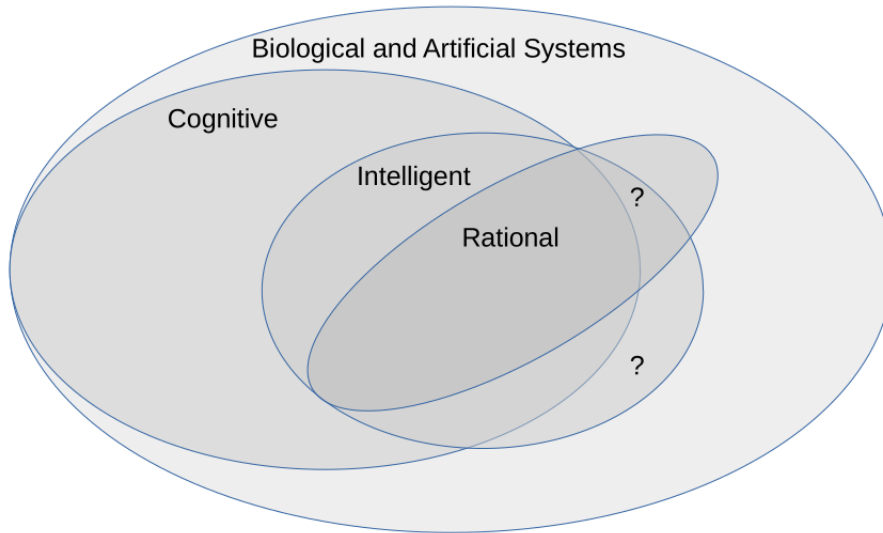 Biological and Artificial Systems
Cognitive
Intelligent
?
Rational
?